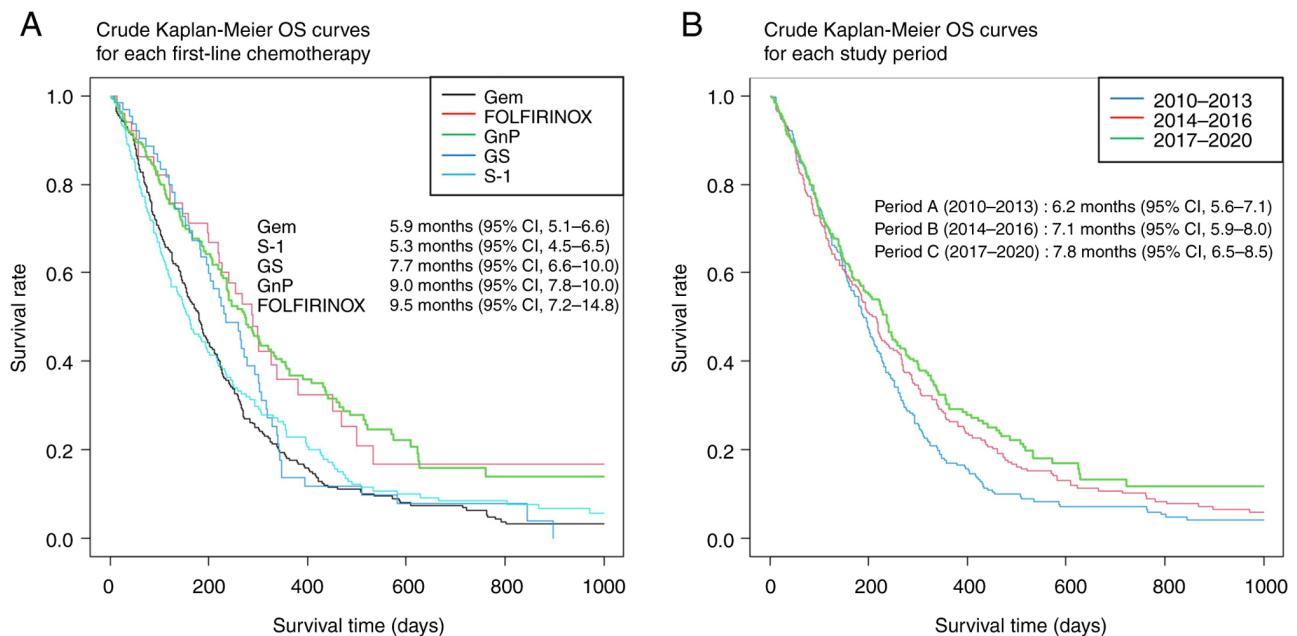 A
Crude Kaplan-Meier OS curves
for each first-line chemotherapy
Survival rate
1.0
0.8
0.6
0.4
0.2
0.0
Gem
FOLFIRINOX
GnP
GS
S-1
Gem 5.9 months (95% CI, 5.1–6.6)
S-1 5.3 months (95% CI, 4.5–6.5)
GS 7.7 months (95% CI, 6.6–10.0)
GnP 9.0 months (95% CI, 7.8–10.0)
FOLFIRINOX 9.5 months (95% CI, 7.2–14.8)
0 200 400 600 800 1000
Survival time (days)
B
Crude Kaplan-Meier OS curves
for each study period
Survival rate
1.0
0.8
0.6
0.4
0.2
0.0
2010–2013
2014–2016
2017–2020
Period A (2010–2013) : 6.2 months (95% CI, 5.6–7.1)
Period B (2014–2016) : 7.1 months (95% CI, 5.9–8.0)
Period C (2017–2020) : 7.8 months (95% CI, 6.5–8.5)
0 200 400 600 800 1000
Survival time (days)